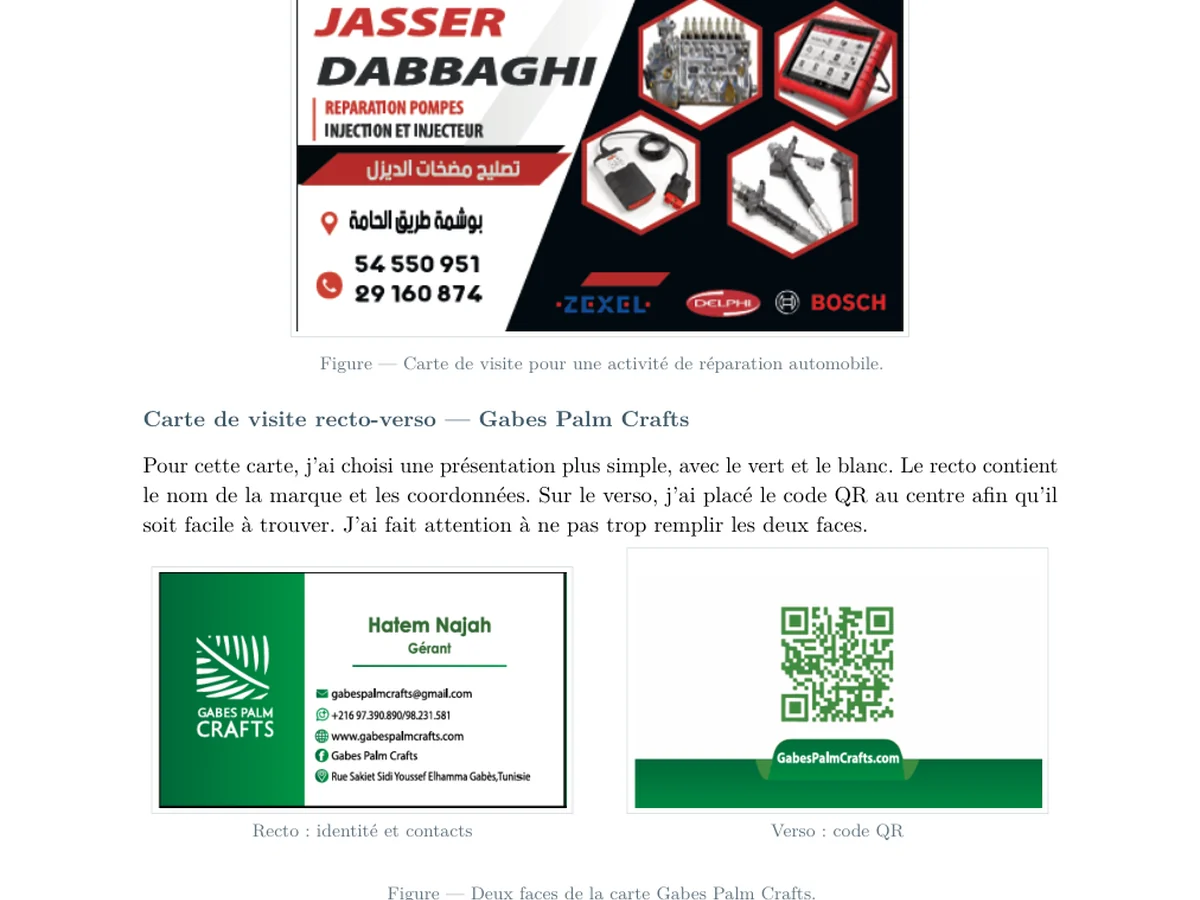 JASSER
DABBAGHI
REPARATION POMPES
INJECTION ET INJECTEUR
تصليح مضخات الديزل
بوشمة طريق الحامة
54 550 951
29 160 874
ZEXEL
DELPHI
BOSCH
Figure — Carte de visite pour une activité de réparation automobile.
Carte de visite recto-verso — Gabes Palm Crafts
Pour cette carte, j'ai choisi une présentation plus simple, avec le vert et le blanc. Le recto contient
le nom de la marque et les coordonnées. Sur le verso, j'ai placé le code QR au centre afin qu'il
soit facile à trouver. J'ai fait attention à ne pas trop remplir les deux faces.
GABES PALM
CRAFTS
Hatem Najah
Gérant
gabespalmcrafts@gmail.com
+216 97.390.890/98.231.581
www.gabespalmcrafts.com
Gabes Palm Crafts
Rue Sakiet Sidi Youssef Elhamma Gabès,Tunisie
GabesPalmCrafts.com
Recto : identité et contacts
Verso : code QR
Figure — Deux faces de la carte Gabes Palm Crafts.